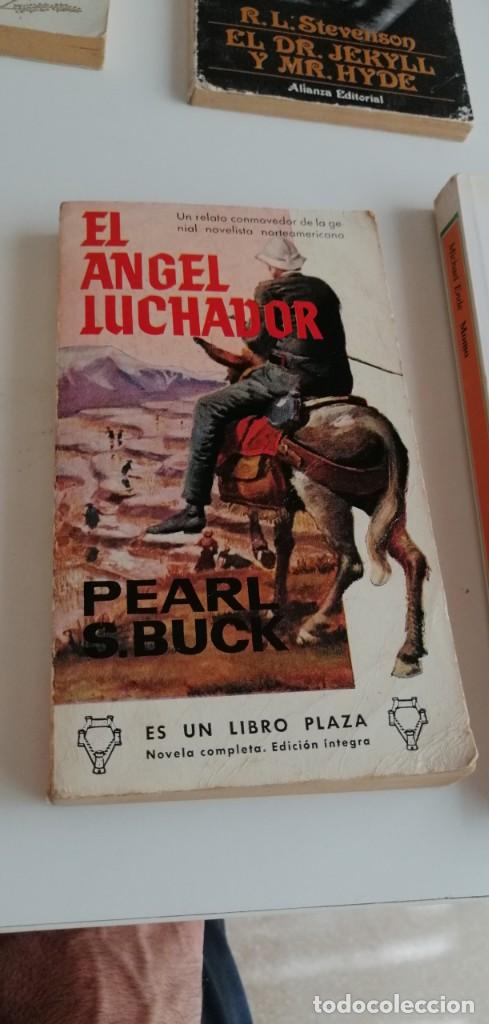 R. L. Stevenson
EL DR. JEKYLL
Y MR. HYDE
Alianza Editorial
Un relato conmovedor de la ge-
nial novelista norteamericana
EL
ANGEL
LUCHADOR
Michael Ende Momo
PEARL
S. BUCK
ES UN LIBRO PLAZA
Novela completa. Edición íntegra
todocoleccion